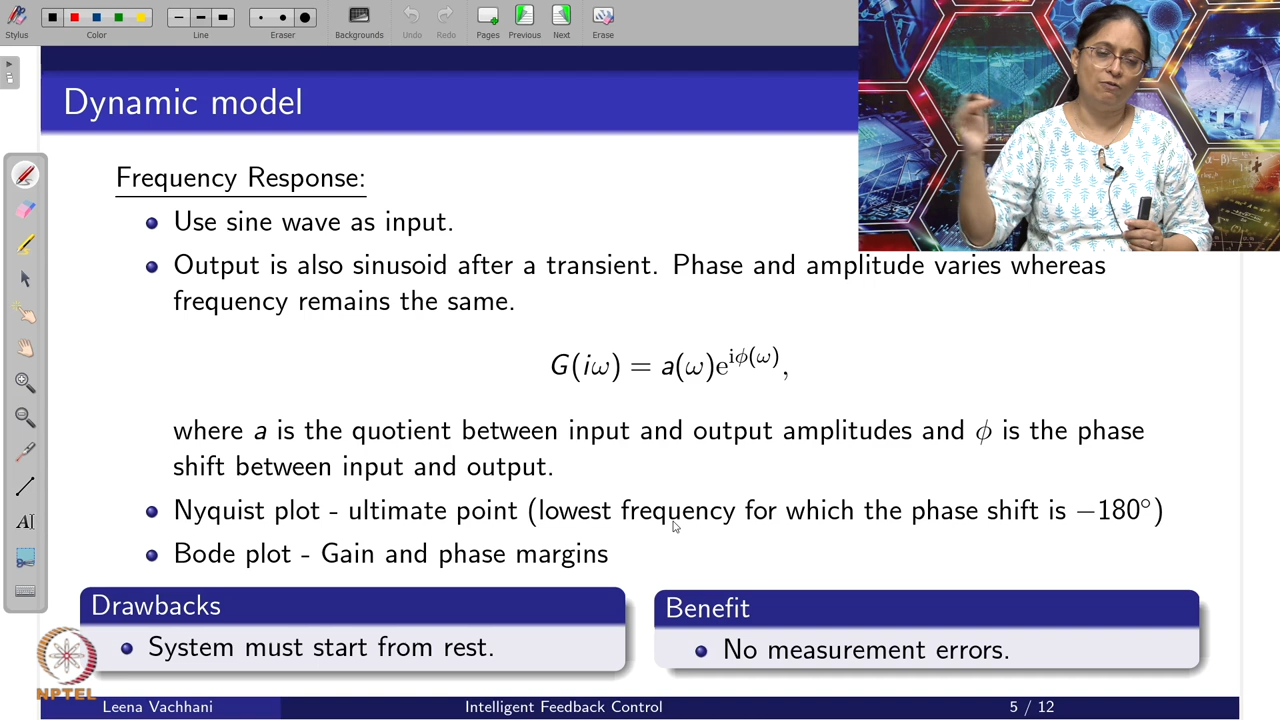 Stylus
Color
Line
Eraser
Backgrounds
Undo
Redo
Pages
Previous
Next
Erase
Dynamic model
Frequency Response:
Use sine wave as input.
Output is also sinusoid after a transient. Phase and amplitude varies whereas
frequency remains the same.
G(iω) = a(ω)e^{iϕ(ω)},
where a is the quotient between input and output amplitudes and ϕ is the phase
shift between input and output.
Nyquist plot - ultimate point (lowest frequency for which the phase shift is −180°)
Bode plot - Gain and phase margins
Drawbacks
System must start from rest.
Benefit
No measurement errors.
NPTEL
Leena Vachhani
Intelligent Feedback Control
5 / 12